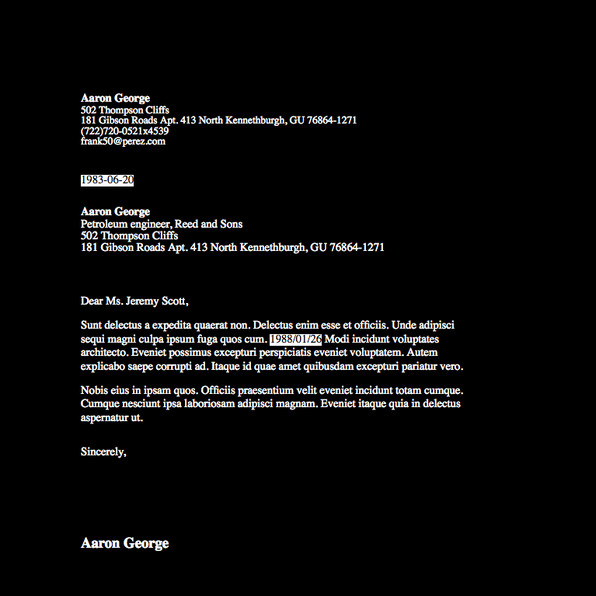 Aaron George
502 Thompson Cliffs
181 Gibson Roads Apt. 413 North Kennethburgh, GU 76864-1271
(722)720-0521x4539
frank50@perez.com
1983-06-20
Aaron George
Petroleum engineer, Reed and Sons
502 Thompson Cliffs
181 Gibson Roads Apt. 413 North Kennethburgh, GU 76864-1271
Dear Ms. Jeremy Scott,
Sunt delectus a expedita quaerat non. Delectus enim esse et officiis. Unde adipisci
sequi magni culpa ipsum fuga quos cum. 1988/01/26 Modi incidunt voluptates
architecto. Eveniet possimus excepturi perspiciatis eveniet voluptatem. Autem
explicabo saepe corrupti ad. Itaque id quae amet quibusdam excepturi pariatur vero.
Nobis eius in ipsam quos. Officiis praesentium velit eveniet incidunt totam cumque.
Cumque nesciunt ipsa laboriosam adipisci magnam. Eveniet itaque quia in delectus
aspernatur ut.
Sincerely,
Aaron George